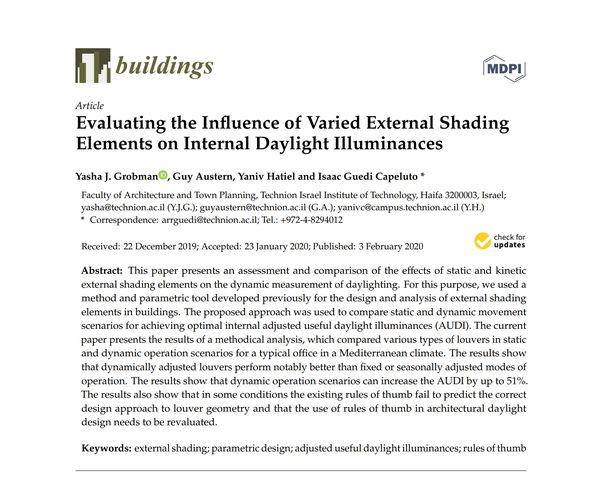 buildings
MDPI
Article
Evaluating the Influence of Varied External Shading
Elements on Internal Daylight Illuminances
Yasha J. Grobman iD, Guy Austern, Yaniv Hatiel and Isaac Guedi Capeluto *
Faculty of Architecture and Town Planning, Technion Israel Institute of Technology, Haifa 3200003, Israel;
yasha@technion.ac.il (Y.J.G.); guyaustern@technion.ac.il (G.A.); yanivc@campus.technion.ac.il (Y.H.)
* Correspondence: arrguedi@technion.ac.il; Tel.: +972-4-8294012
Received: 22 December 2019; Accepted: 23 January 2020; Published: 3 February 2020
check for
updates
Abstract: This paper presents an assessment and comparison of the effects of static and kinetic
external shading elements on the dynamic measurement of daylighting. For this purpose, we used a
method and parametric tool developed previously for the design and analysis of external shading
elements in buildings. The proposed approach was used to compare static and dynamic movement
scenarios for achieving optimal internal adjusted useful daylight illuminances (AUDI). The current
paper presents the results of a methodical analysis, which compared various types of louvers in static
and dynamic operation scenarios for a typical office in a Mediterranean climate. The results show
that dynamically adjusted louvers perform notably better than fixed or seasonally adjusted modes of
operation. The results show that dynamic operation scenarios can increase the AUDI by up to 51%.
The results also show that in some conditions the existing rules of thumb fail to predict the correct
design approach to louver geometry and that the use of rules of thumb in architectural daylight
design needs to be revaluated.
Keywords: external shading; parametric design; adjusted useful daylight illuminances; rules of thumb